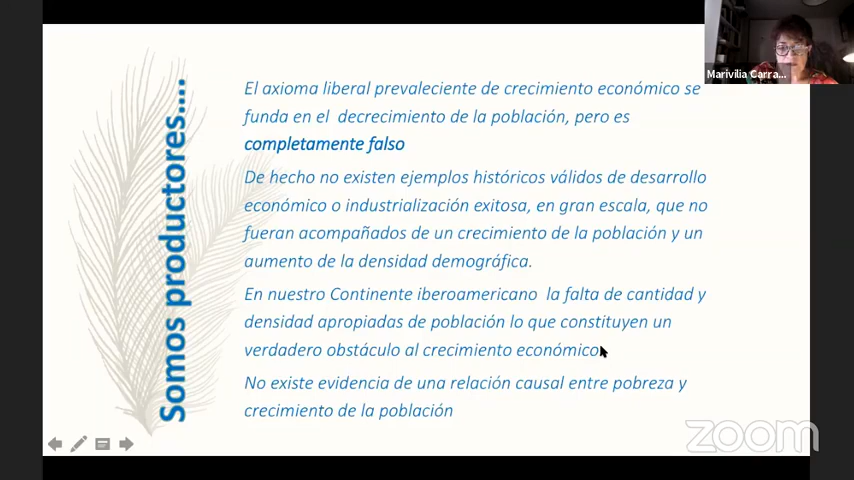 Marivilia Carra...
Somos productores....
El axioma liberal prevaleciente de crecimiento económico se
funda en el decrecimiento de la población, pero es
completamente falso
De hecho no existen ejemplos históricos válidos de desarrollo
económico o industrialización exitosa, en gran escala, que no
fueran acompañados de un crecimiento de la población y un
aumento de la densidad demográfica.
En nuestro Continente iberoamericano la falta de cantidad y
densidad apropiadas de población lo que constituyen un
verdadero obstáculo al crecimiento económico
No existe evidencia de una relación causal entre pobreza y
crecimiento de la población
zoom